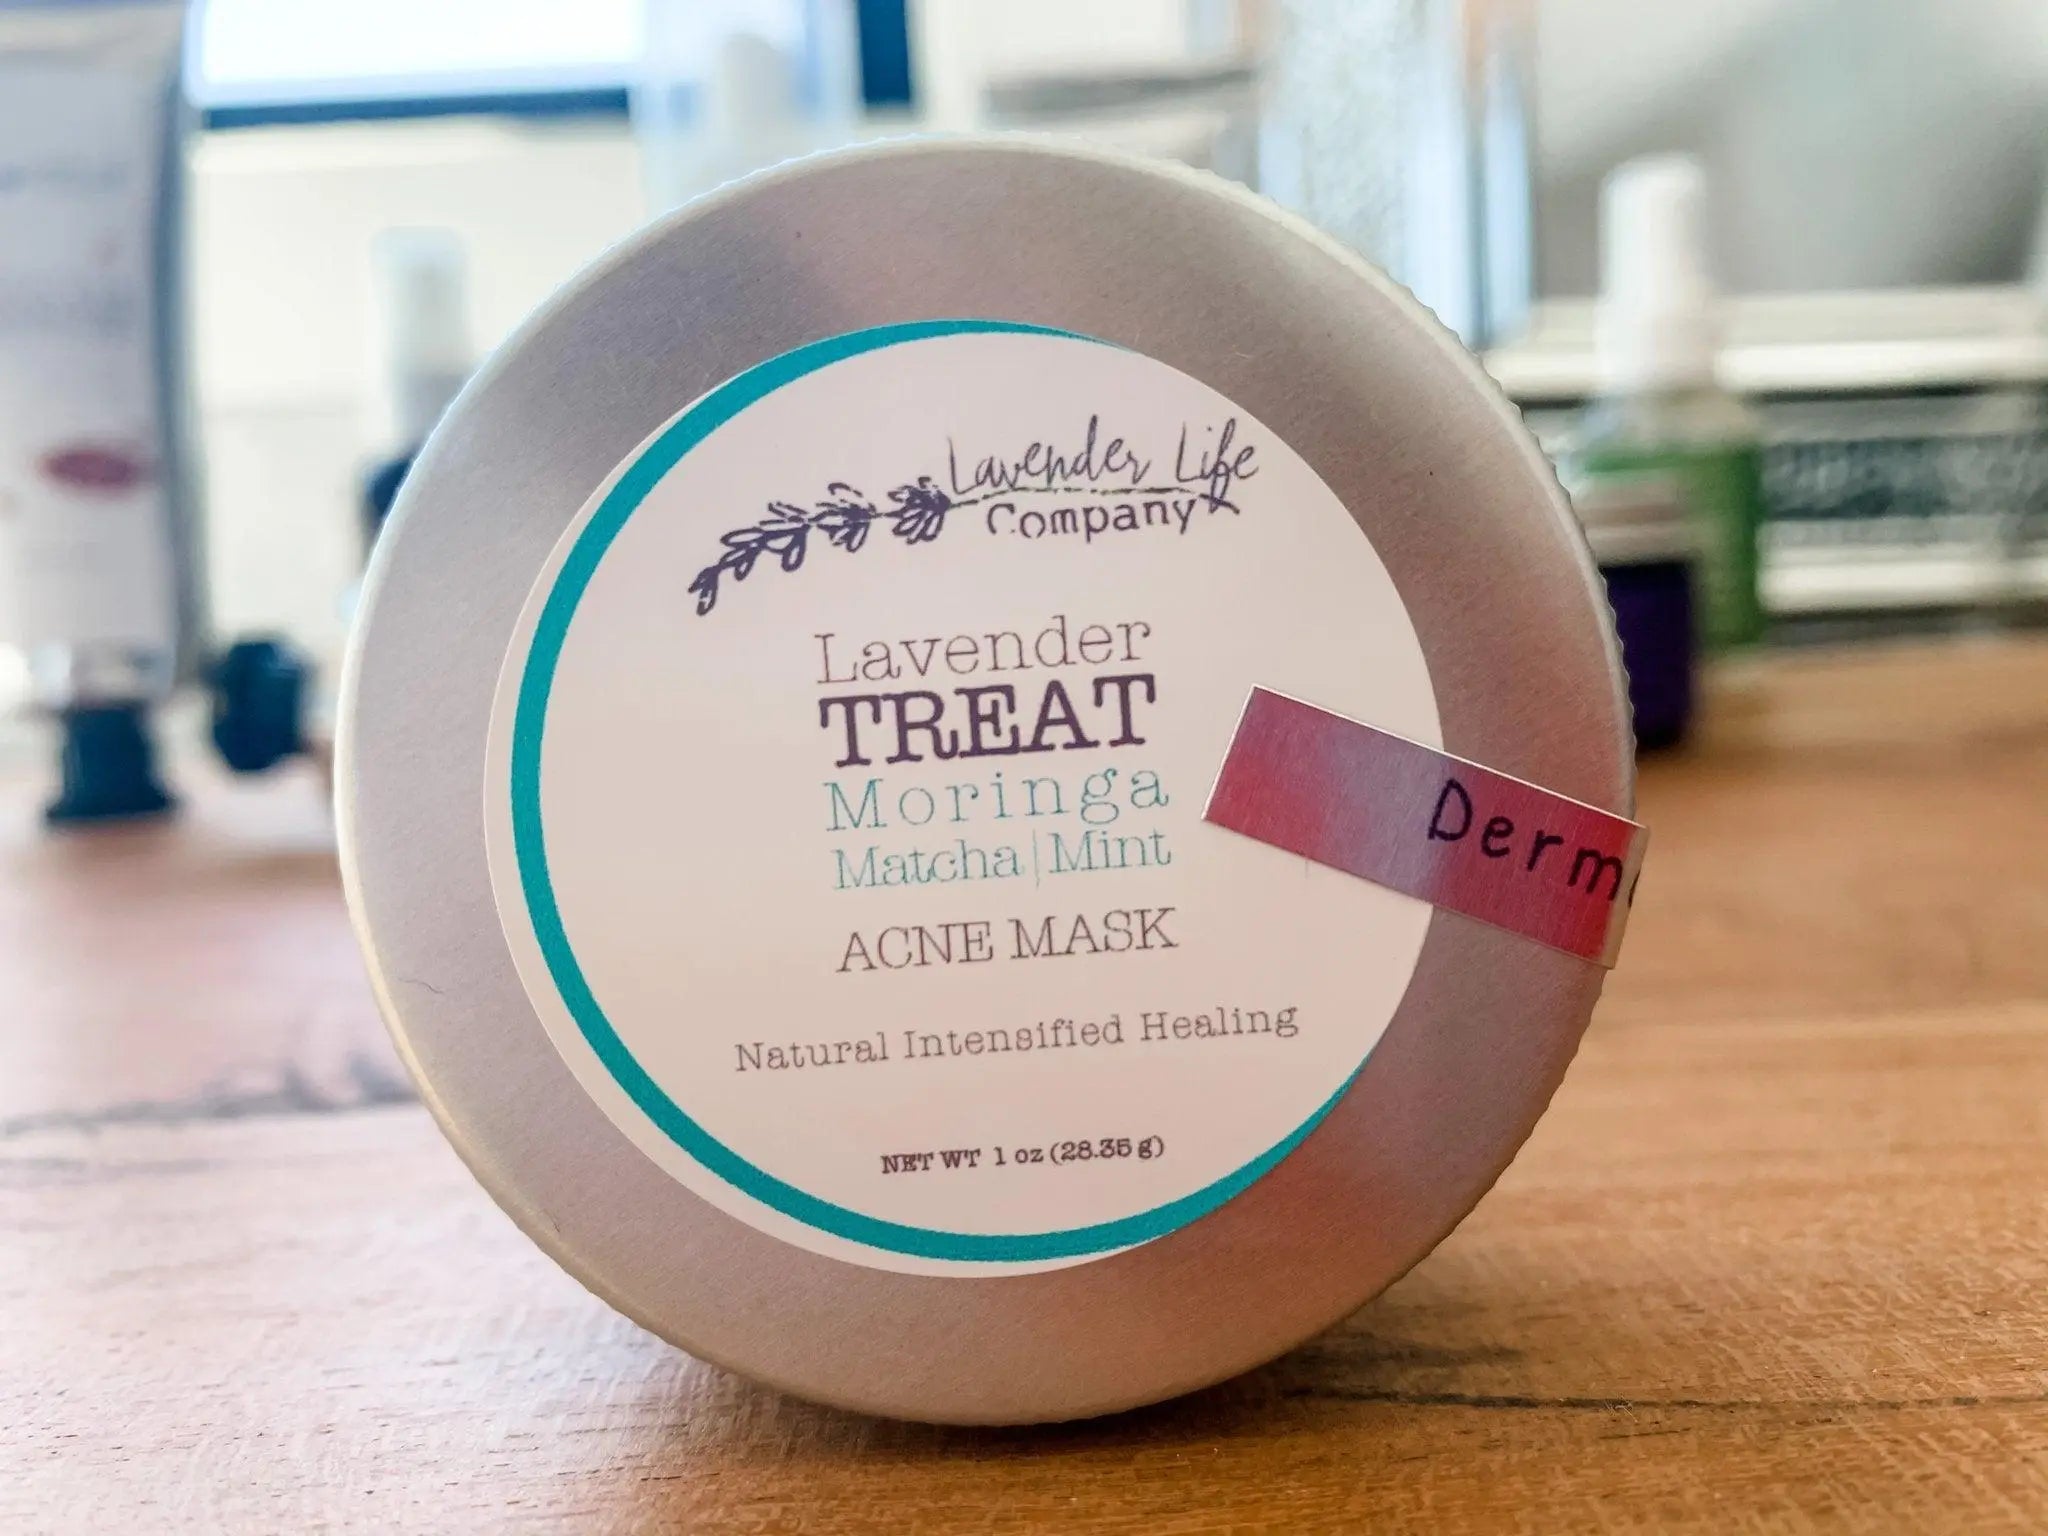 Lavender Life
Company
Lavender
TREAT
Moringa
Matcha | Mint
ACNE MASK
Natural Intensified Healing
NET WT 1 oz (28.35 g)